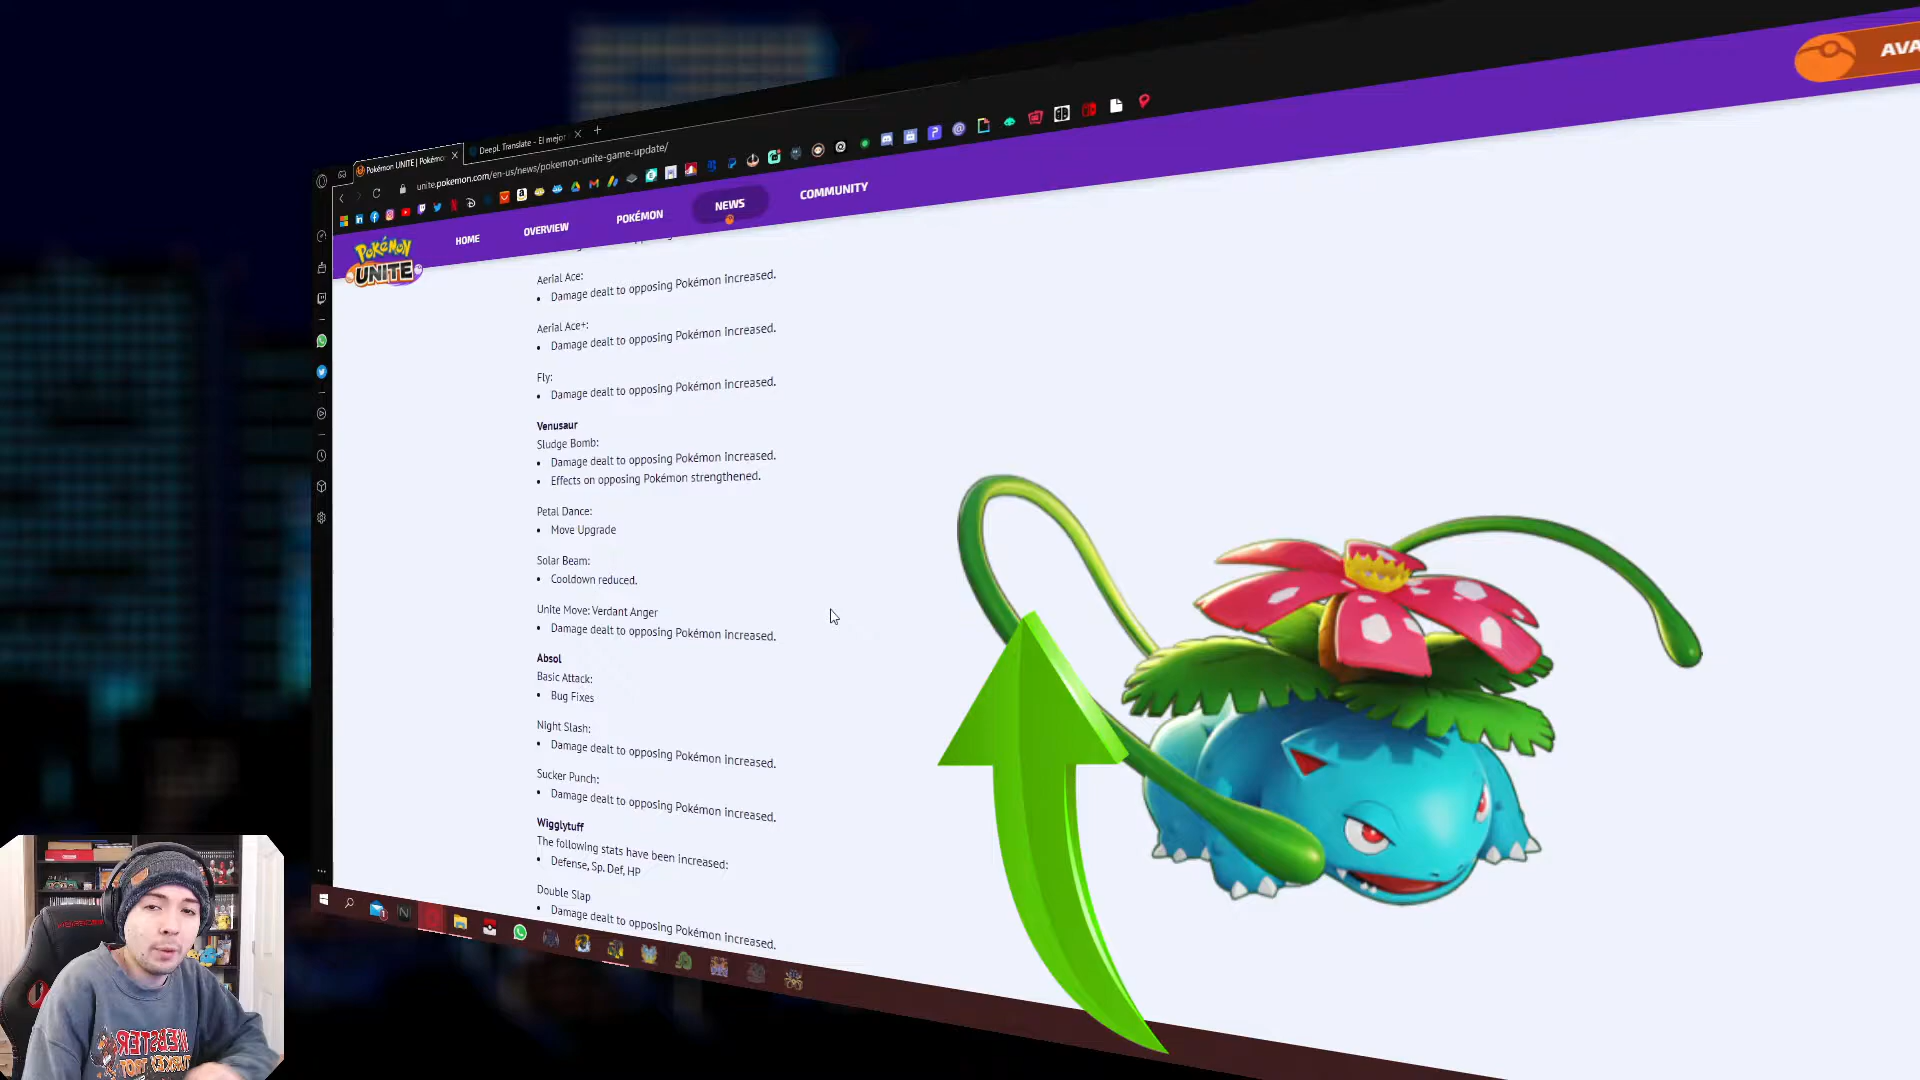 AVA
Pokémon UNITE | Pokémo
DeepL Translate - El mejor
unite.pokemon.com/en-us/news/pokemon-unite-game-update/
POKÉMON
UNITE
HOME
OVERVIEW
POKÉMON
NEWS
COMMUNITY
Aerial Ace:
• Damage dealt to opposing Pokémon increased.
Aerial Ace+:
• Damage dealt to opposing Pokémon increased.
Fly:
• Damage dealt to opposing Pokémon increased.
Venusaur
Sludge Bomb:
• Damage dealt to opposing Pokémon increased.
• Effects on opposing Pokémon strengthened.
Petal Dance:
• Move Upgrade
Solar Beam:
• Cooldown reduced.
Unite Move: Verdant Anger
• Damage dealt to opposing Pokémon increased.
Absol
Basic Attack:
• Bug Fixes
Night Slash:
• Damage dealt to opposing Pokémon increased.
Sucker Punch:
• Damage dealt to opposing Pokémon increased.
Wigglytuff
The following stats have been increased:
• Defense, Sp. Def, HP
Double Slap
• Damage dealt to opposing Pokémon increased.